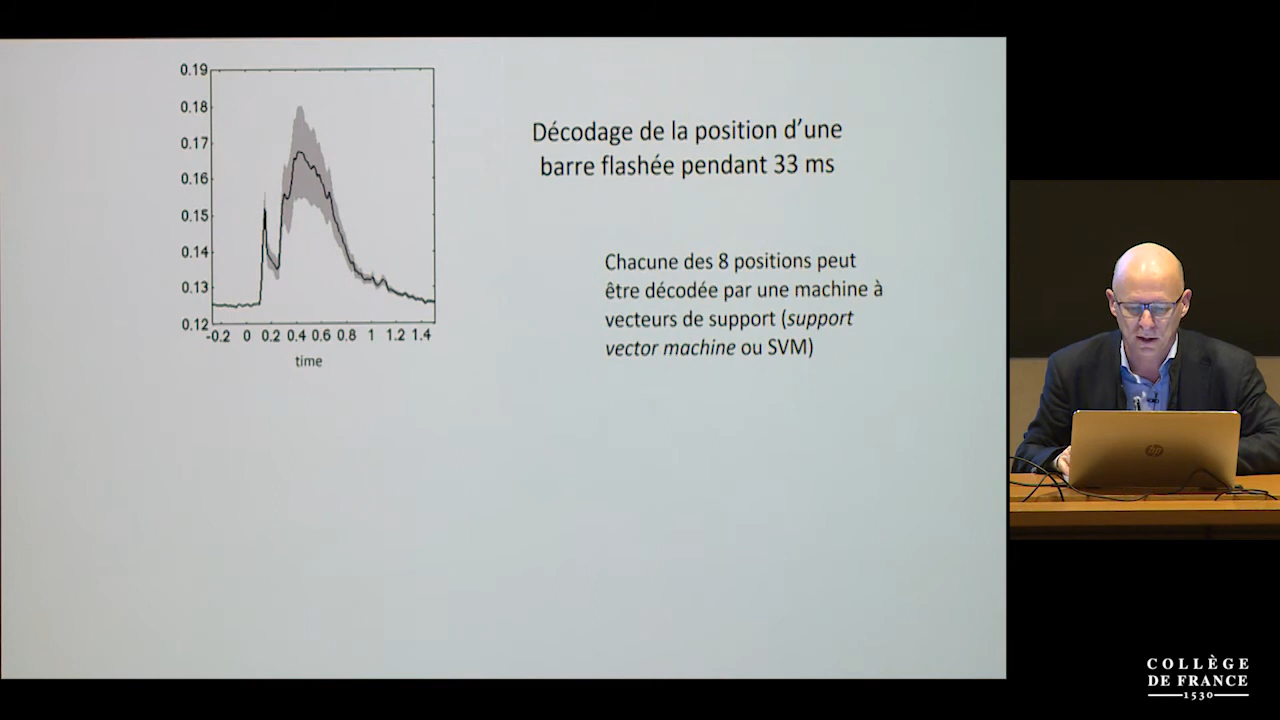 0.19
0.18
0.17
0.16
0.15
0.14
0.13
0.12
-0.2 0 0.2 0.4 0.6 0.8 1 1.2 1.4
time
Décodage de la position d’une
barre flashée pendant 33 ms
Chacune des 8 positions peut
être décodée par une machine à
vecteurs de support (support
vector machine ou SVM)
hp
COLLÈGE
DE FRANCE
1530